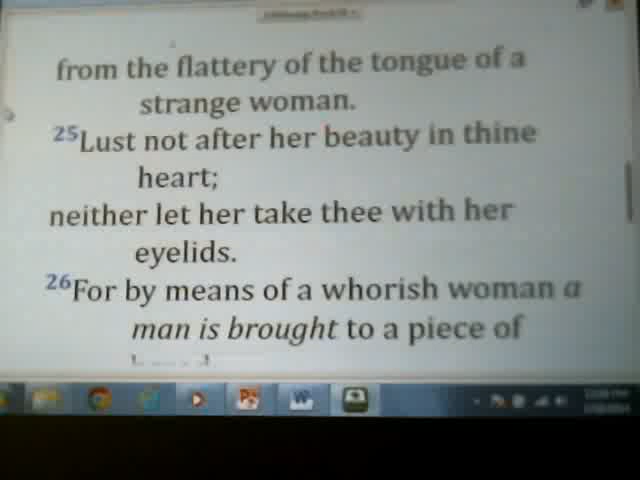 from the flattery of the tongue of a
strange woman.
25Lust not after her beauty in thine
heart;
neither let her take thee with her
eyelids.
26For by means of a whorish woman a
man is brought to a piece of